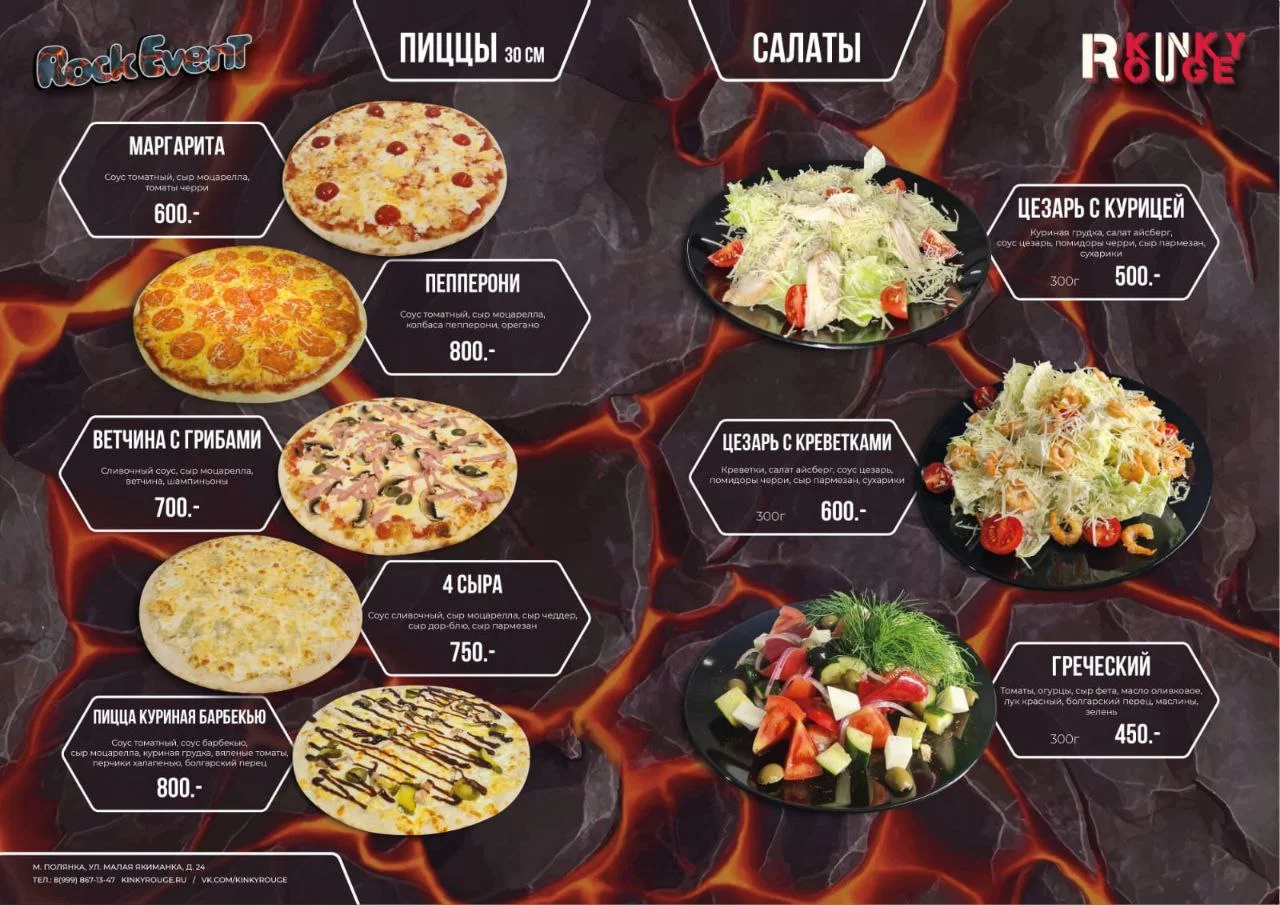 Rock Event
ПИЦЦЫ 30 СМ
САЛАТЫ
R KINKY
ROUGE
МАРГАРИТА
Соус томатный, сыр моцарелла,
томаты черри
600.-
ПЕППЕРОНИ
Соус томатный, сыр моцарелла,
колбаса пепперони, орегано
800.-
ВЕТЧИНА С ГРИБАМИ
Сливочный соус, сыр моцарелла,
ветчина, шампиньоны
700.-
4 СЫРА
Соус сливочный, сыр моцарелла, сыр чеддер,
сыр дор-блю, сыр пармезан
750.-
ПИЦЦА КУРИНАЯ БАРБЕКЬЮ
Соус томатный, соус барбекью,
сыр моцарелла, куриная грудка, вяленые томаты,
перчики халапенью, болгарский перец
800.-
ЦЕЗАРЬ С КУРИЦЕЙ
Куриная грудка, салат айсберг,
соус цезарь, помидоры черри, сыр пармезан,
сухарики
300г 500.-
ЦЕЗАРЬ С КРЕВЕТКАМИ
Креветки, салат айсберг, соус цезарь,
помидоры черри, сыр пармезан, сухарики
300г 600.-
ГРЕЧЕСКИЙ
Томаты, огурцы, сыр фета, масло оливковое,
лук красный, болгарский перец, маслины,
зелень
300г 450.-
М. ПОЛЯНКА, УЛ. МАЛАЯ ЯКИМАНКА, Д. 24
ТЕЛ.: 8(999) 867-13-47 KINKYROUGE.RU / VK.COM/KINKYROUGE